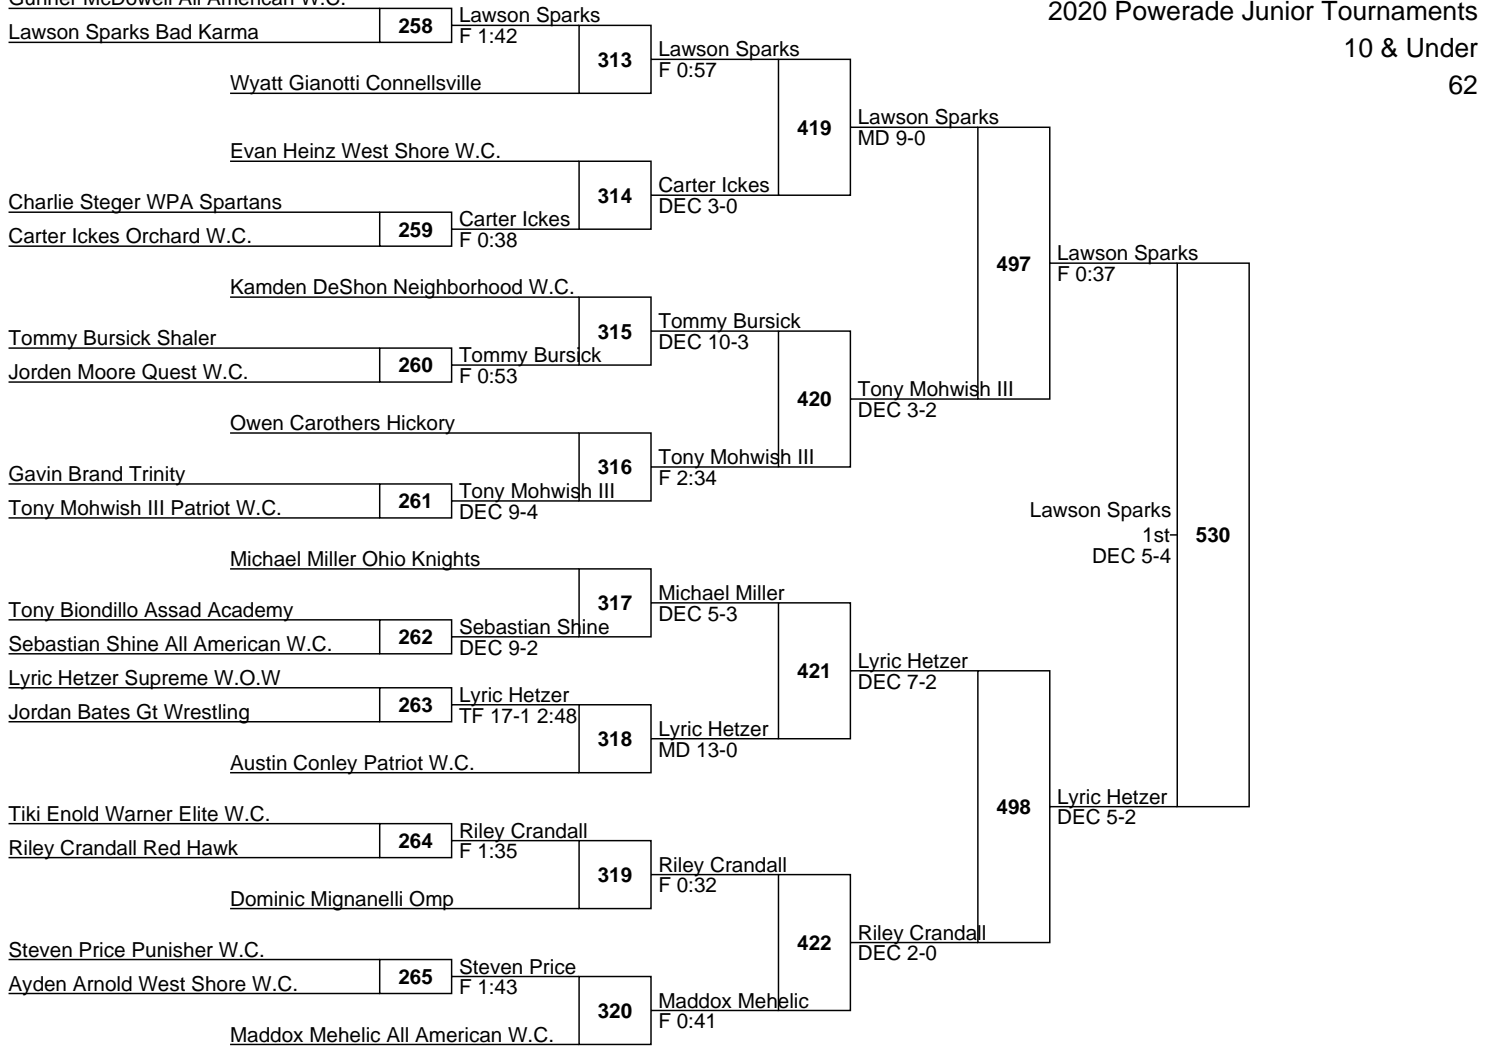 Gunner McDowell All American W.C.
2020 Powerade Junior Tournaments
10 & Under
62
Lawson Sparks Bad Karma
258
Lawson Sparks
F 1:42
313
Lawson Sparks
F 0:57
Wyatt Gianotti Connellsville
419
Lawson Sparks
MD 9-0
Evan Heinz West Shore W.C.
314
Carter Ickes
DEC 3-0
Charlie Steger WPA Spartans
259
Carter Ickes
F 0:38
Carter Ickes Orchard W.C.
497
Lawson Sparks
F 0:37
Kamden DeShon Neighborhood W.C.
315
Tommy Bursick
DEC 10-3
Tommy Bursick Shaler
260
Tommy Bursick
F 0:53
Jorden Moore Quest W.C.
420
Tony Mohwish III
DEC 3-2
Owen Carothers Hickory
316
Tony Mohwish III
F 2:34
Gavin Brand Trinity
261
Tony Mohwish III
DEC 9-4
Tony Mohwish III Patriot W.C.
Lawson Sparks
1st
DEC 5-4
530
Michael Miller Ohio Knights
317
Michael Miller
DEC 5-3
Tony Biondillo Assad Academy
262
Sebastian Shine
DEC 9-2
Sebastian Shine All American W.C.
421
Lyric Hetzer
DEC 7-2
Lyric Hetzer Supreme W.O.W
263
Lyric Hetzer
TF 17-1 2:48
Jordan Bates Gt Wrestling
318
Lyric Hetzer
MD 13-0
Austin Conley Patriot W.C.
498
Lyric Hetzer
DEC 5-2
Tiki Enold Warner Elite W.C.
264
Riley Crandall
F 1:35
Riley Crandall Red Hawk
319
Riley Crandall
F 0:32
Dominic Mignanelli Omp
422
Riley Crandall
DEC 2-0
Steven Price Punisher W.C.
265
Steven Price
F 1:43
Ayden Arnold West Shore W.C.
320
Maddox Mehelic
F 0:41
Maddox Mehelic All American W.C.